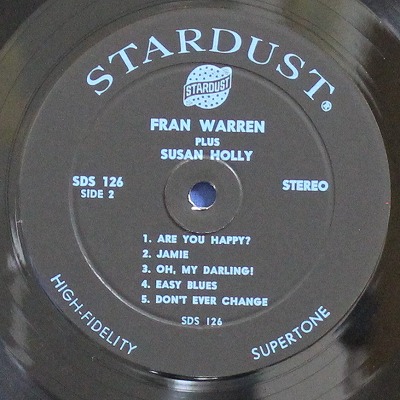 STARDUST®
STARDUST
FRAN WARREN
PLUS
SUSAN HOLLY
SDS 126
SIDE 2
STEREO
1. ARE YOU HAPPY?
2. JAMIE
3. OH, MY DARLING!
4. EASY BLUES
5. DON'T EVER CHANGE
SDS 126
HIGH-FIDELITY
SUPERTONE